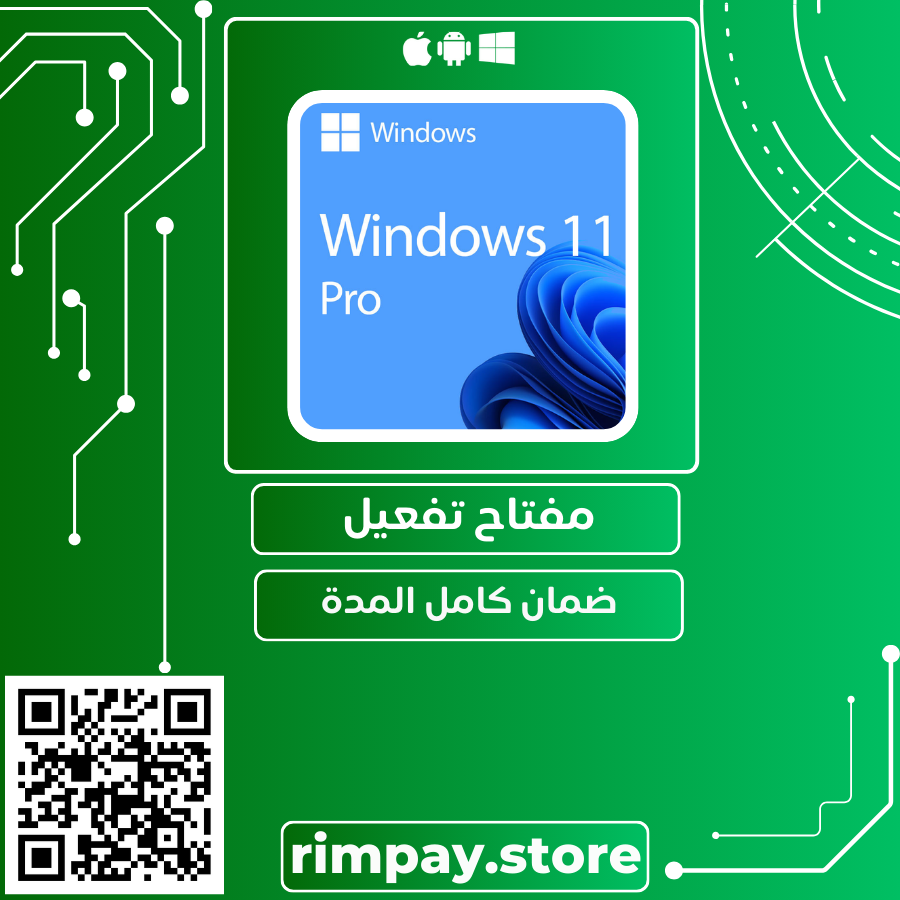 Windows
Windows 11
Pro
مفتاح تفعيل
ضمان كامل المدة
rimpay.store